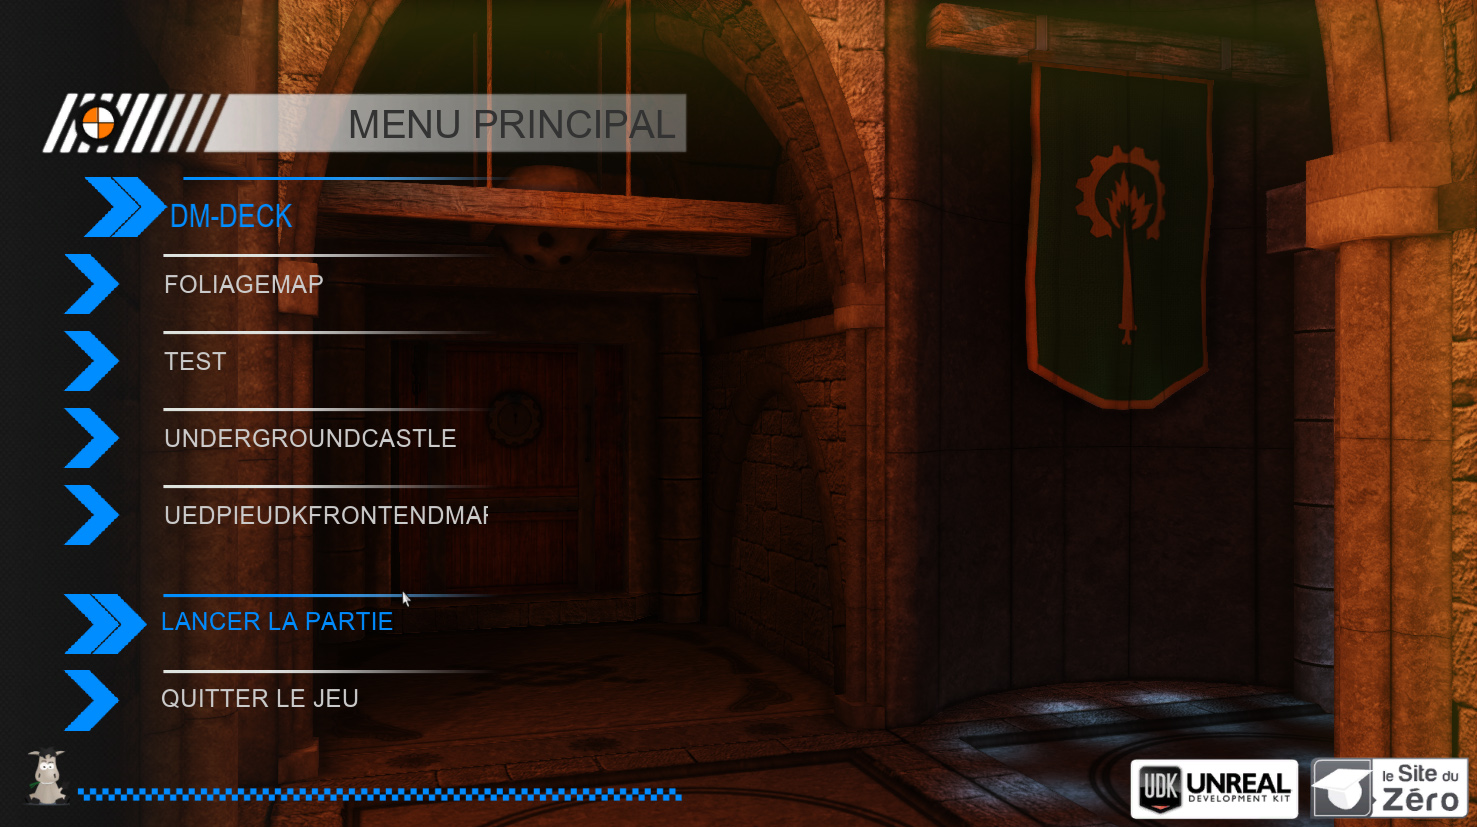 MENU PRINCIPAL
DM-DECK
FOLIAGEMAP
TEST
UNDERGROUNDCASTLE
UEDPIEUDKFRONTENDMAP
LANCER LA PARTIE
QUITTER LE JEU
UDK UNREAL
DEVELOPMENT KIT
le Site du
Zéro